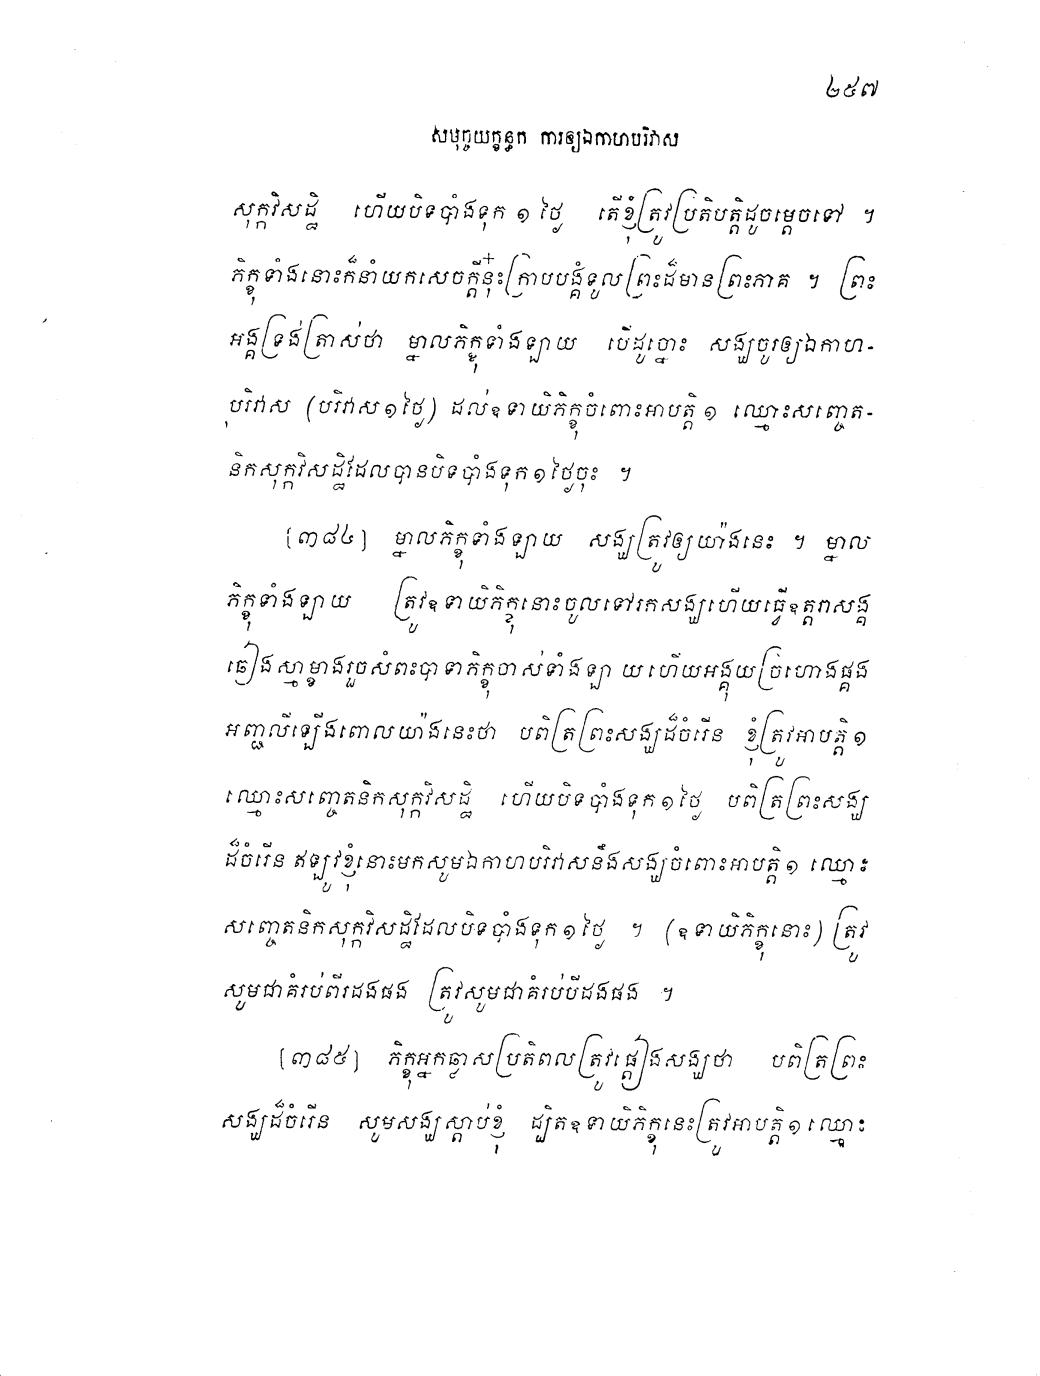 ២៥៧
សមុច្ចយក្ខន្ធក ការឲ្យឯកាហបរិវាស
សុក្កវិសដ្ឋិ ហើយបិទបាំងទុក ១ ថ្ងៃ តើខ្ញុំត្រូវប្រតិបត្តិដូចម្តេចទៅ ។
ភិក្ខុទាំងនោះក៏នាំយកសេចក្តីនុ៎ះក្រាបបង្គំទូលព្រះដ៏មានព្រះភាគ ។ ព្រះ
អង្គទ្រង់ត្រាស់ថា ម្នាលភិក្ខុទាំងឡាយ បើដូច្នោះ សង្ឃចូរឲ្យឯកាហ-
បរិវាស (បរិវាស១ថ្ងៃ) ដល់ឧទាយិភិក្ខុចំពោះអាបត្តិ ១ ឈ្មោះសញ្ចេត-
និកសុក្កវិសដ្ឋិដែលបានបិទបាំងទុក១ថ្ងៃចុះ ។
[៣៨៤] ម្នាលភិក្ខុទាំងឡាយ សង្ឃត្រូវឲ្យយ៉ាងនេះ ។ ម្នាល
ភិក្ខុទាំងឡាយ ត្រូវឧទាយិភិក្ខុនោះចូលទៅរកសង្ឃហើយធ្វើឧត្តរាសង្គ
ឆៀងស្មាម្ខាងរួចសំពះបាទាភិក្ខុចាស់ទាំងឡាយហើយអង្គុយច្រហោងផ្គង
អញ្ជលីឡើងពោលយ៉ាងនេះថា បពិត្រព្រះសង្ឃដ៏ចំរើន ខ្ញុំត្រូវអាបត្តិ ១
ឈ្មោះសញ្ចេតនិកសុក្កវិសដ្ឋិ ហើយបិទបាំងទុក១ថ្ងៃ បពិត្រព្រះសង្ឃ
ដ៏ចំរើន ឥឡូវខ្ញុំនោះមកសូមឯកាហបរិវាសនឹងសង្ឃចំពោះអាបត្តិ ១ ឈ្មោះ
សញ្ចេតនិកសុក្កវិសដ្ឋិដែលបិទបាំងទុក១ថ្ងៃ ។ (ឧទាយិភិក្ខុនោះ) ត្រូវ
សូមជាគំរប់ពីរដងផង ត្រូវសូមជាគំរប់បីដងផង ។
[៣៨៥] ភិក្ខុអ្នកឆ្លាសប្រតិពលត្រូវផ្តៀងសង្ឃថា បពិត្រព្រះ
សង្ឃដ៏ចំរើន សូមសង្ឃស្តាប់ខ្ញុំ ដ្បិតឧទាយិភិក្ខុនេះត្រូវអាបត្តិ ១ ឈ្មោះ